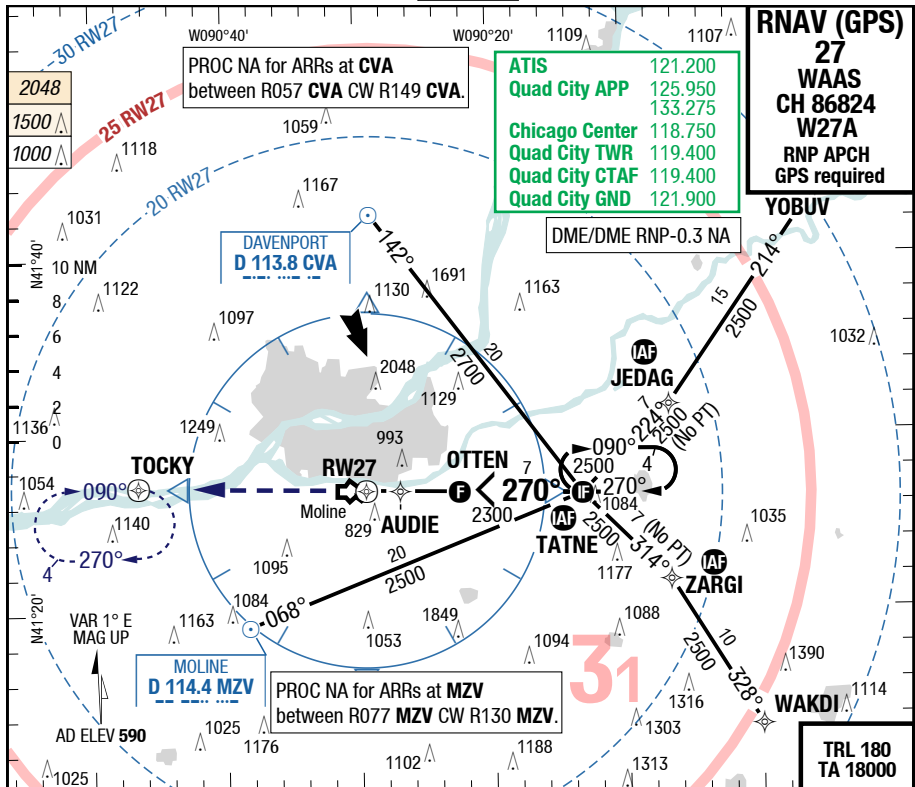 30 RW27
W090°40'
W090°20'
1109
1107
RNAV (GPS)
27
WAAS
CH 86824
W27A
RNP APCH
GPS required
2048
1500
1000
25 RW27
PROC NA for ARRs at CVA
between R057 CVA CW R149 CVA.
ATIS 121.200
Quad City APP 125.950
133.275
Chicago Center 118.750
Quad City TWR 119.400
Quad City CTAF 119.400
Quad City GND 121.900
1059
1118
20 RW27
1167
1031
YOBUV
DME/DME RNP-0.3 NA
DAVENPORT
D 113.8 CVA
142°
214°
N41°40'
10 NM
8
6
4
2
0
1122
1097
1130
1691
1163
15
2500
1032
20
2700
IAF
JEDAG
2048
1129
7
224°
2500
(No PT)
1136
1249
993
090°
2500
4
TOCKY
RW27
OTTEN
7
270°
IF
270°
1084
1054
090°
Moline
F
2300
829
AUDIE
IAF
TATNE
2500
7 (No PT)
314°
1035
1140
270°
4
1095
20
2500
1177
IAF
ZARGI
N41°20'
VAR 1° E
MAG UP
1163
1084
068°
1053
1849
1088
1094
10
2500
328°
1390
31
MOLINE
D 114.4 MZV
PROC NA for ARRs at MZV
between R077 MZV CW R130 MZV.
1316
1303
WAKDI
1114
AD ELEV 590
1025
1176
1102
1188
1313
1025
TRL 180
TA 18000